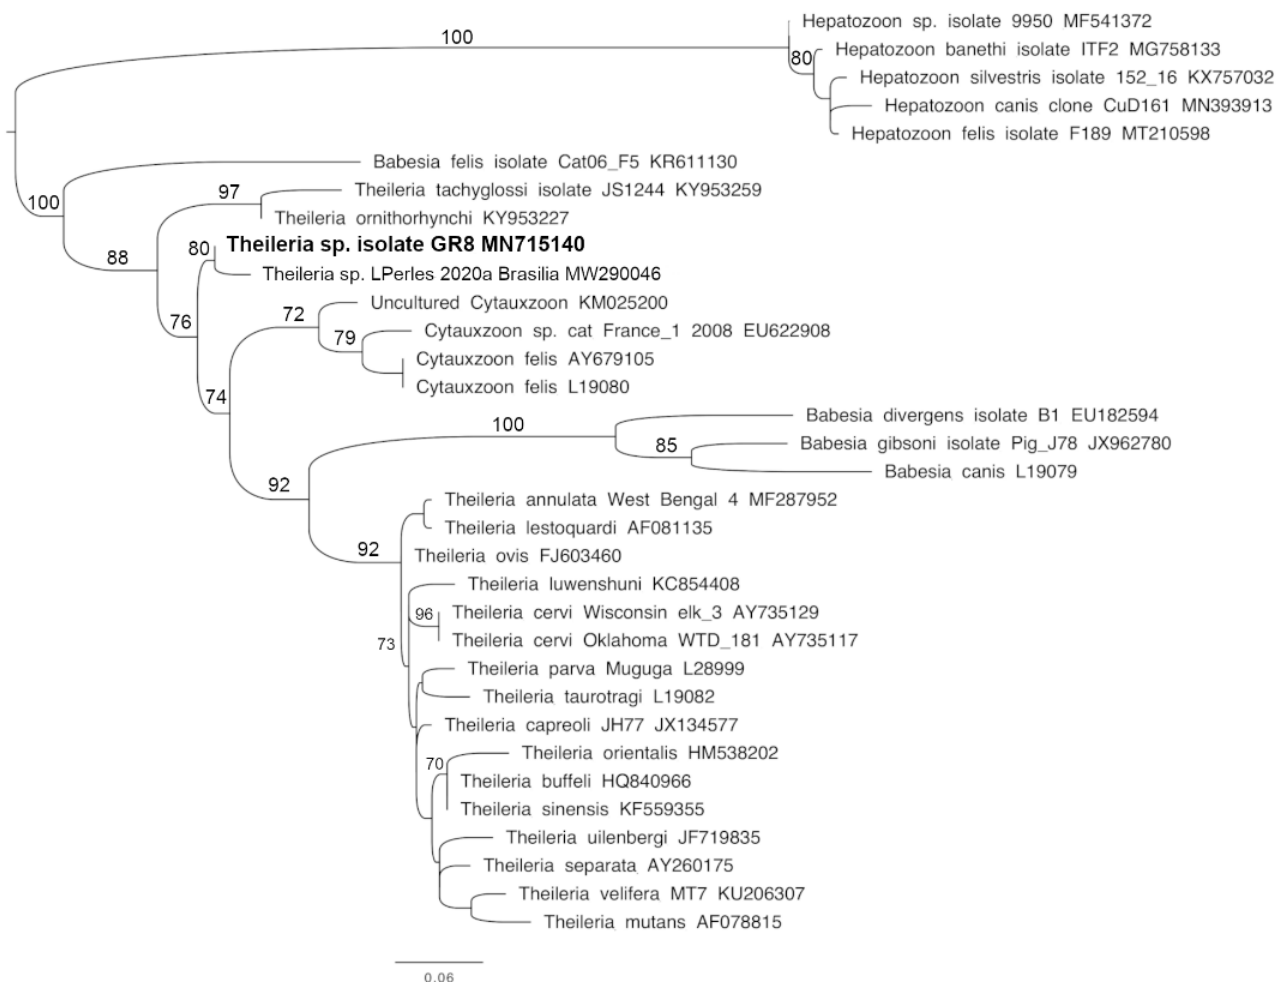 Hepatozoon sp. isolate 9950 MF541372
100
Hepatozoon banethi isolate ITF2 MG758133
80
Hepatozoon silvestris isolate 152_16 KX757032
Hepatozoon canis clone CuD161 MN393913
Hepatozoon felis isolate F189 MT210598
Babesia felis isolate Cat06_F5 KR611130
Theileria tachyglossi isolate JS1244 KY953259
97
100
Theileria ornithorhynchi KY953227
Theileria sp. isolate GR8 MN715140
80
88
Theileria sp. LPerles 2020a Brasilia MW290046
Uncultured Cytauxzoon KM025200
72
76
Cytauxzoon sp. cat France_1 2008 EU622908
79
Cytauxzoon felis AY679105
Cytauxzoon felis L19080
74
Babesia divergens isolate B1 EU182594
100
Babesia gibsoni isolate Pig_J78 JX962780
85
Babesia canis L19079
92
Theileria annulata West Bengal 4 MF287952
Theileria lestoquardi AF081135
92
Theileria ovis FJ603460
Theileria luwenshuni KC854408
96
Theileria cervi Wisconsin elk_3 AY735129
Theileria cervi Oklahoma WTD_181 AY735117
73
Theileria parva Muguga L28999
Theileria taurotragi L19082
Theileria capreoli JH77 JX134577
Theileria orientalis HM538202
70
Theileria buffeli HQ840966
Theileria sinensis KF559355
Theileria uilenbergi JF719835
Theileria separata AY260175
Theileria velifera MT7 KU206307
Theileria mutans AF078815
0.06